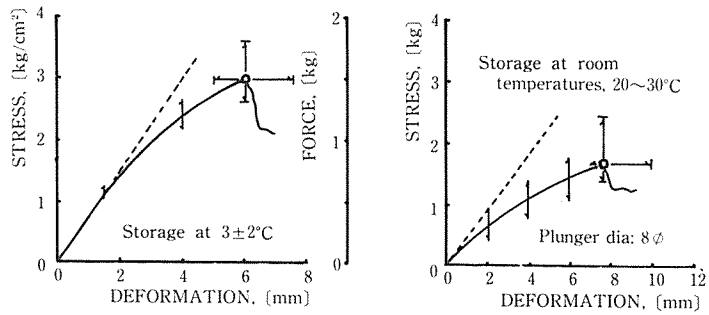 STRESS, [kg/cm²]
4
3
2
1
0
0
2
4
6
8
DEFORMATION, [mm]
Storage at 3±2°C
FORCE, [kg]
2
1
0
STRESS, [kg]
4
3
2
1
0
0
2
4
6
8
10
12
DEFORMATION, [mm]
Storage at room
temperatures, 20~30°C
Plunger dia: 8∅